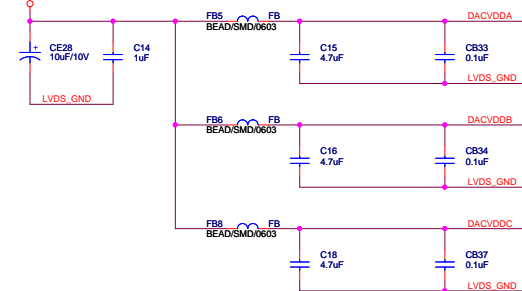 FB5 FB DACVDDA
BEAD/SMD/0603
+ CE28 C14 C15 CB33
10uF/10V 1uF 4.7uF 0.1uF
LVDS_GND LVDS_GND
FB6 FB DACVDDB
BEAD/SMD/0603
C16 CB34
4.7uF 0.1uF
LVDS_GND
FB8 FB DACVDDC
BEAD/SMD/0603
C18 CB37
4.7uF 0.1uF
LVDS_GND